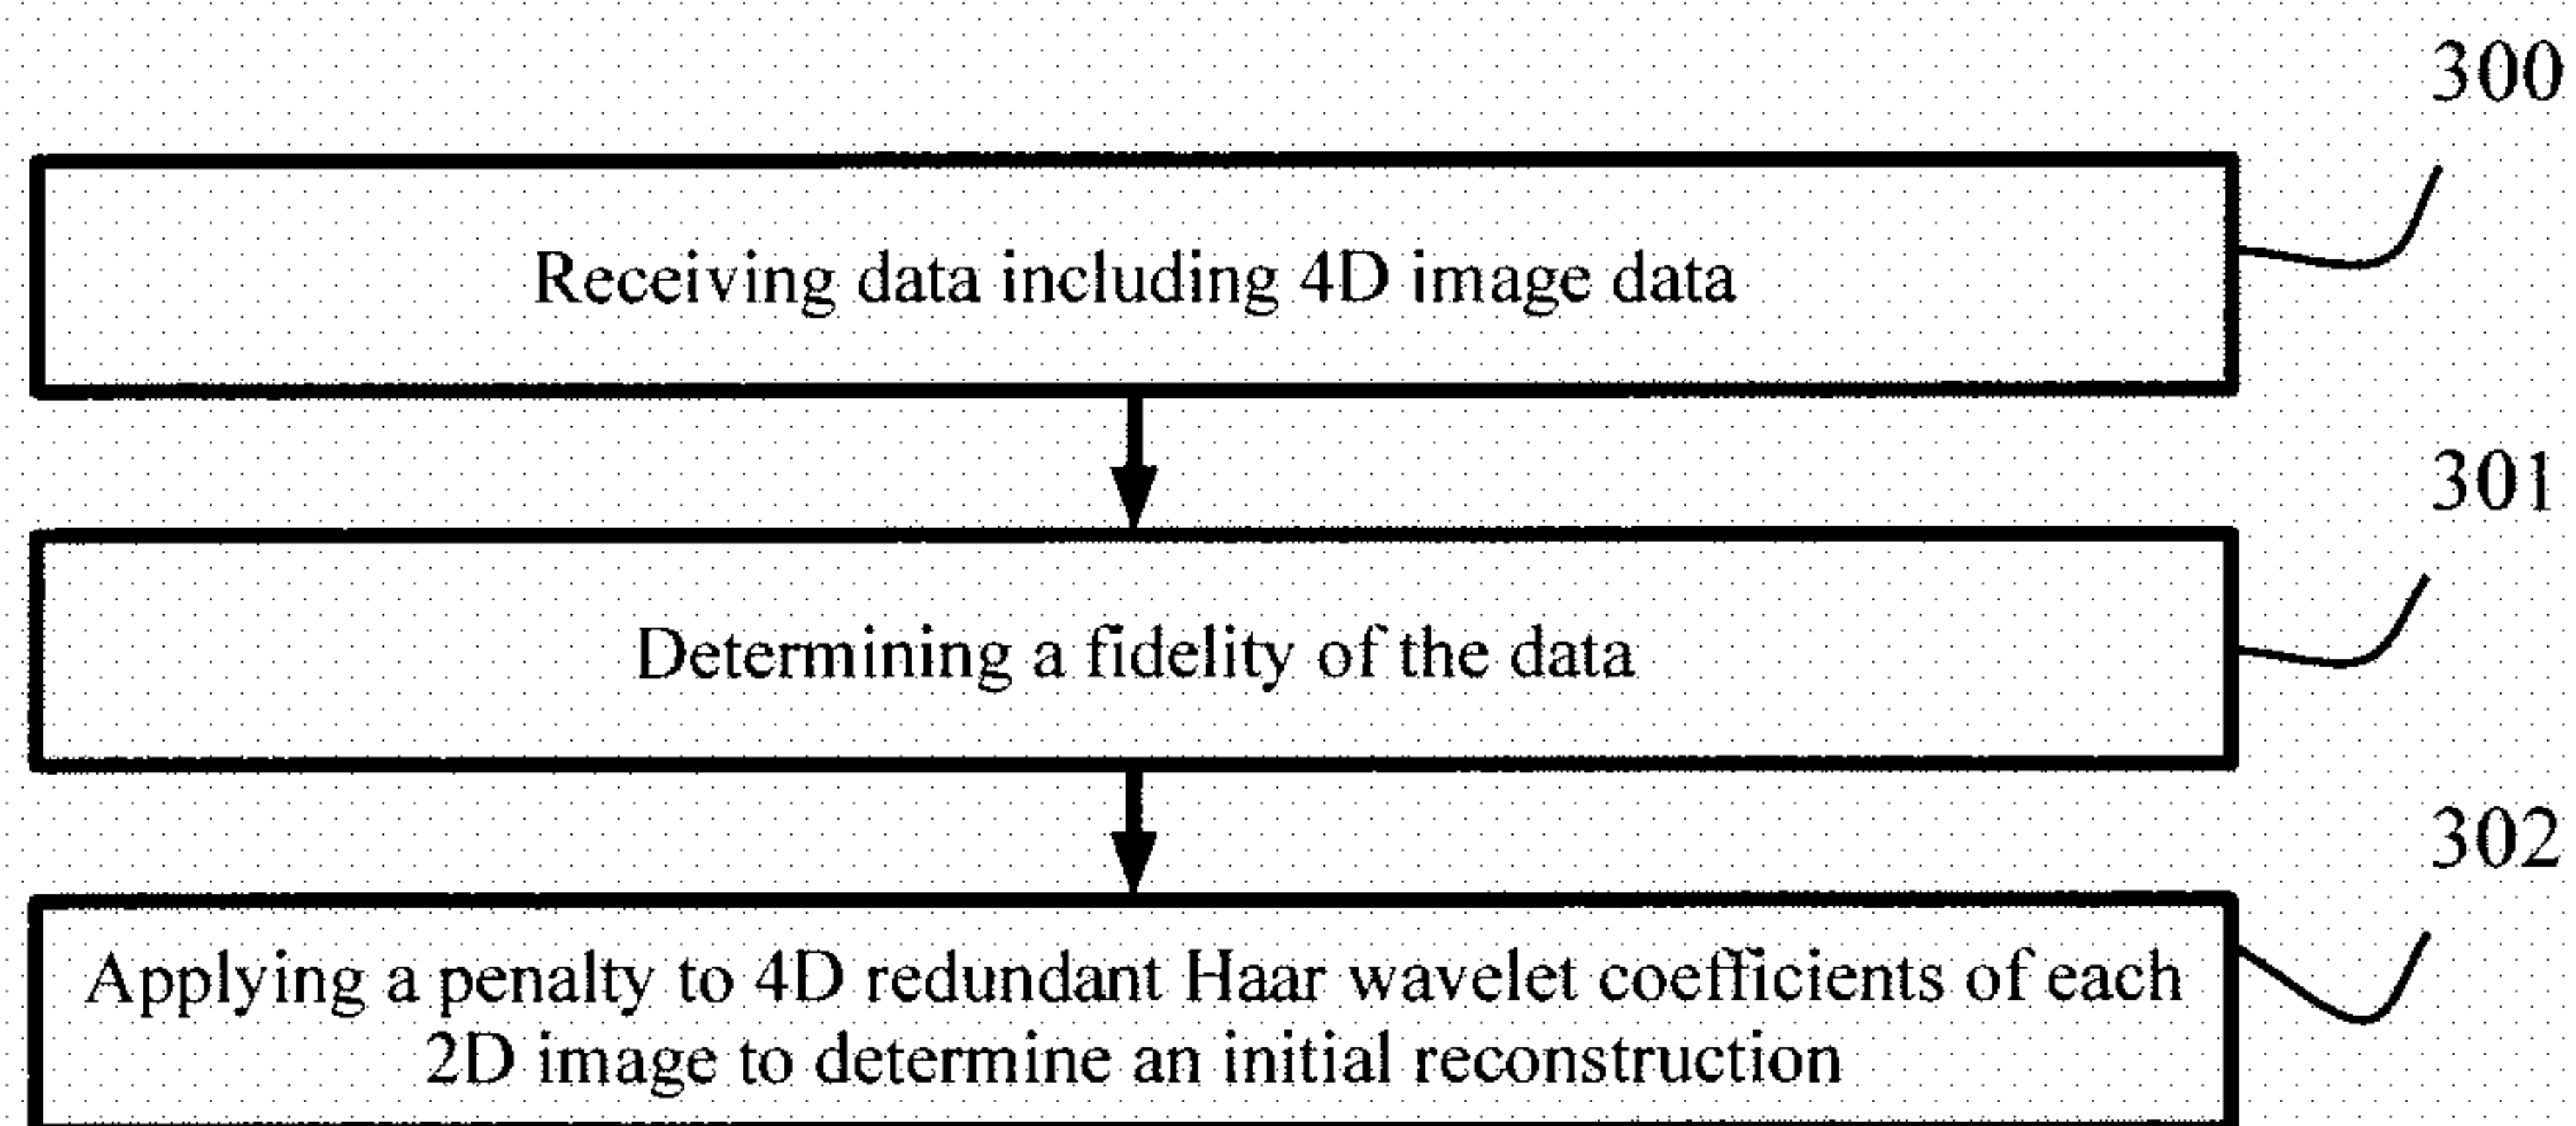 300
Receiving data including 4D image data
301
Determining a fidelity of the data
302
Applying a penalty to 4D redundant Haar wavelet coefficients of each
2D image to determine an initial reconstruction